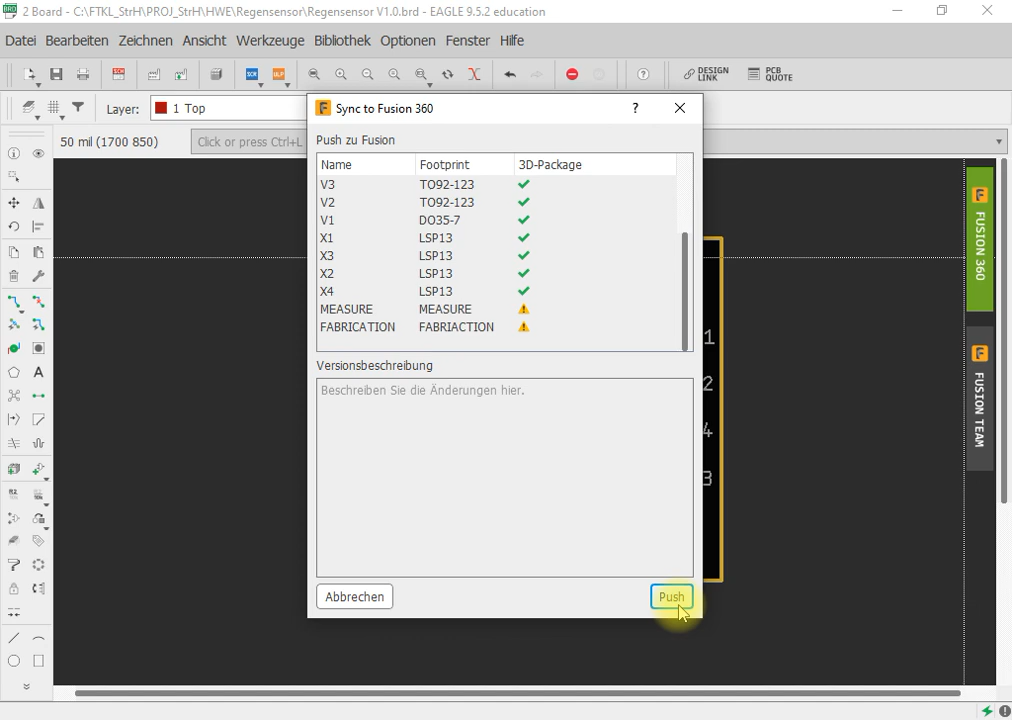 2 Board - C:\FTKL_StrH\PROJ_StrH\HWE\Regensensor\Regensensor V1.0.brd - EAGLE 9.5.2 education
Datei Bearbeiten Zeichnen Ansicht Werkzeuge Bibliothek Optionen Fenster Hilfe
SCR ULP DESIGN LINK PCB QUOTE
Layer: 1 Top
Sync to Fusion 360
50 mil (1700 850) Click or press Ctrl+L
Push zu Fusion
Name Footprint 3D-Package
V3 TO92-123
V2 TO92-123
V1 DO35-7
X1 LSP13
X3 LSP13
X2 LSP13
X4 LSP13
MEASURE MEASURE
FABRICATION FABRIACTION
Versionsbeschreibung
Beschreiben Sie die Änderungen hier.
Abbrechen Push
1
2
4
3
FUSION 360
FUSION TEAM